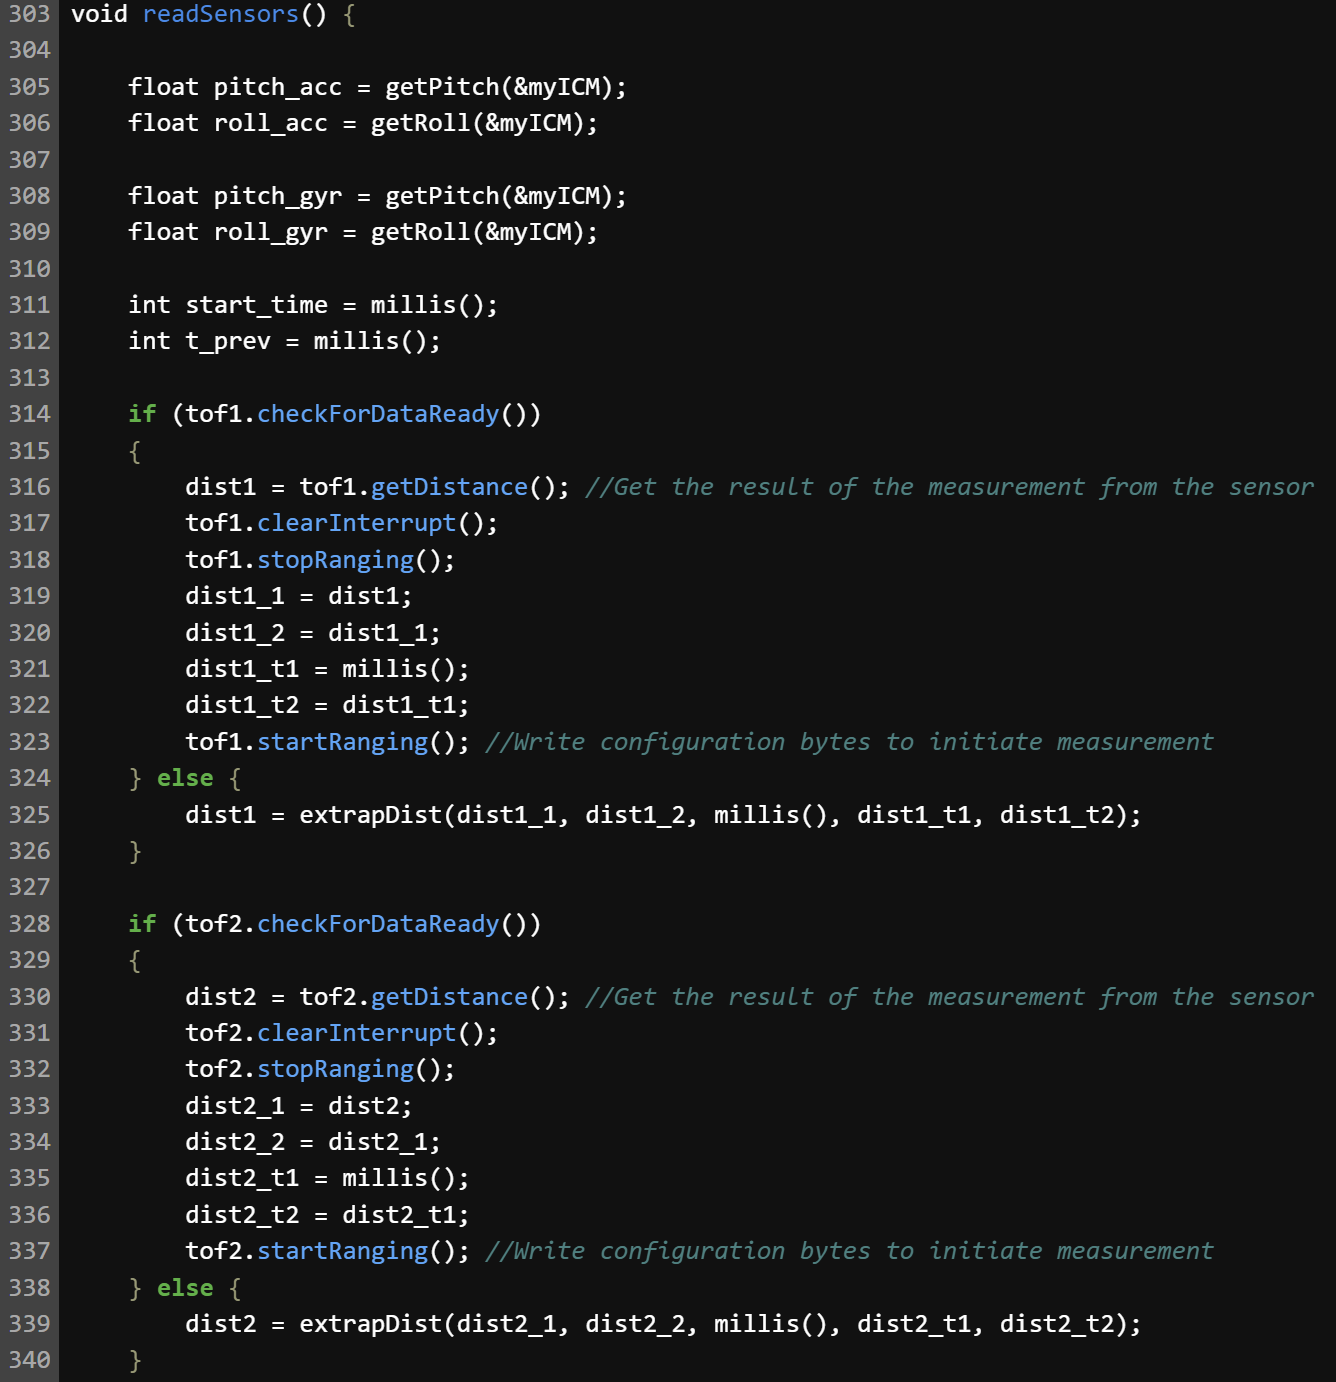 303 void readSensors() {
304
305     float pitch_acc = getPitch(&myICM);
306     float roll_acc = getRoll(&myICM);
307
308     float pitch_gyr = getPitch(&myICM);
309     float roll_gyr = getRoll(&myICM);
310
311     int start_time = millis();
312     int t_prev = millis();
313
314     if (tof1.checkForDataReady())
315     {
316         dist1 = tof1.getDistance(); //Get the result of the measurement from the sensor
317         tof1.clearInterrupt();
318         tof1.stopRanging();
319         dist1_1 = dist1;
320         dist1_2 = dist1_1;
321         dist1_t1 = millis();
322         dist1_t2 = dist1_t1;
323         tof1.startRanging(); //Write configuration bytes to initiate measurement
324     } else {
325         dist1 = extrapDist(dist1_1, dist1_2, millis(), dist1_t1, dist1_t2);
326     }
327
328     if (tof2.checkForDataReady())
329     {
330         dist2 = tof2.getDistance(); //Get the result of the measurement from the sensor
331         tof2.clearInterrupt();
332         tof2.stopRanging();
333         dist2_1 = dist2;
334         dist2_2 = dist2_1;
335         dist2_t1 = millis();
336         dist2_t2 = dist2_t1;
337         tof2.startRanging(); //Write configuration bytes to initiate measurement
338     } else {
339         dist2 = extrapDist(dist2_1, dist2_2, millis(), dist2_t1, dist2_t2);
340     }